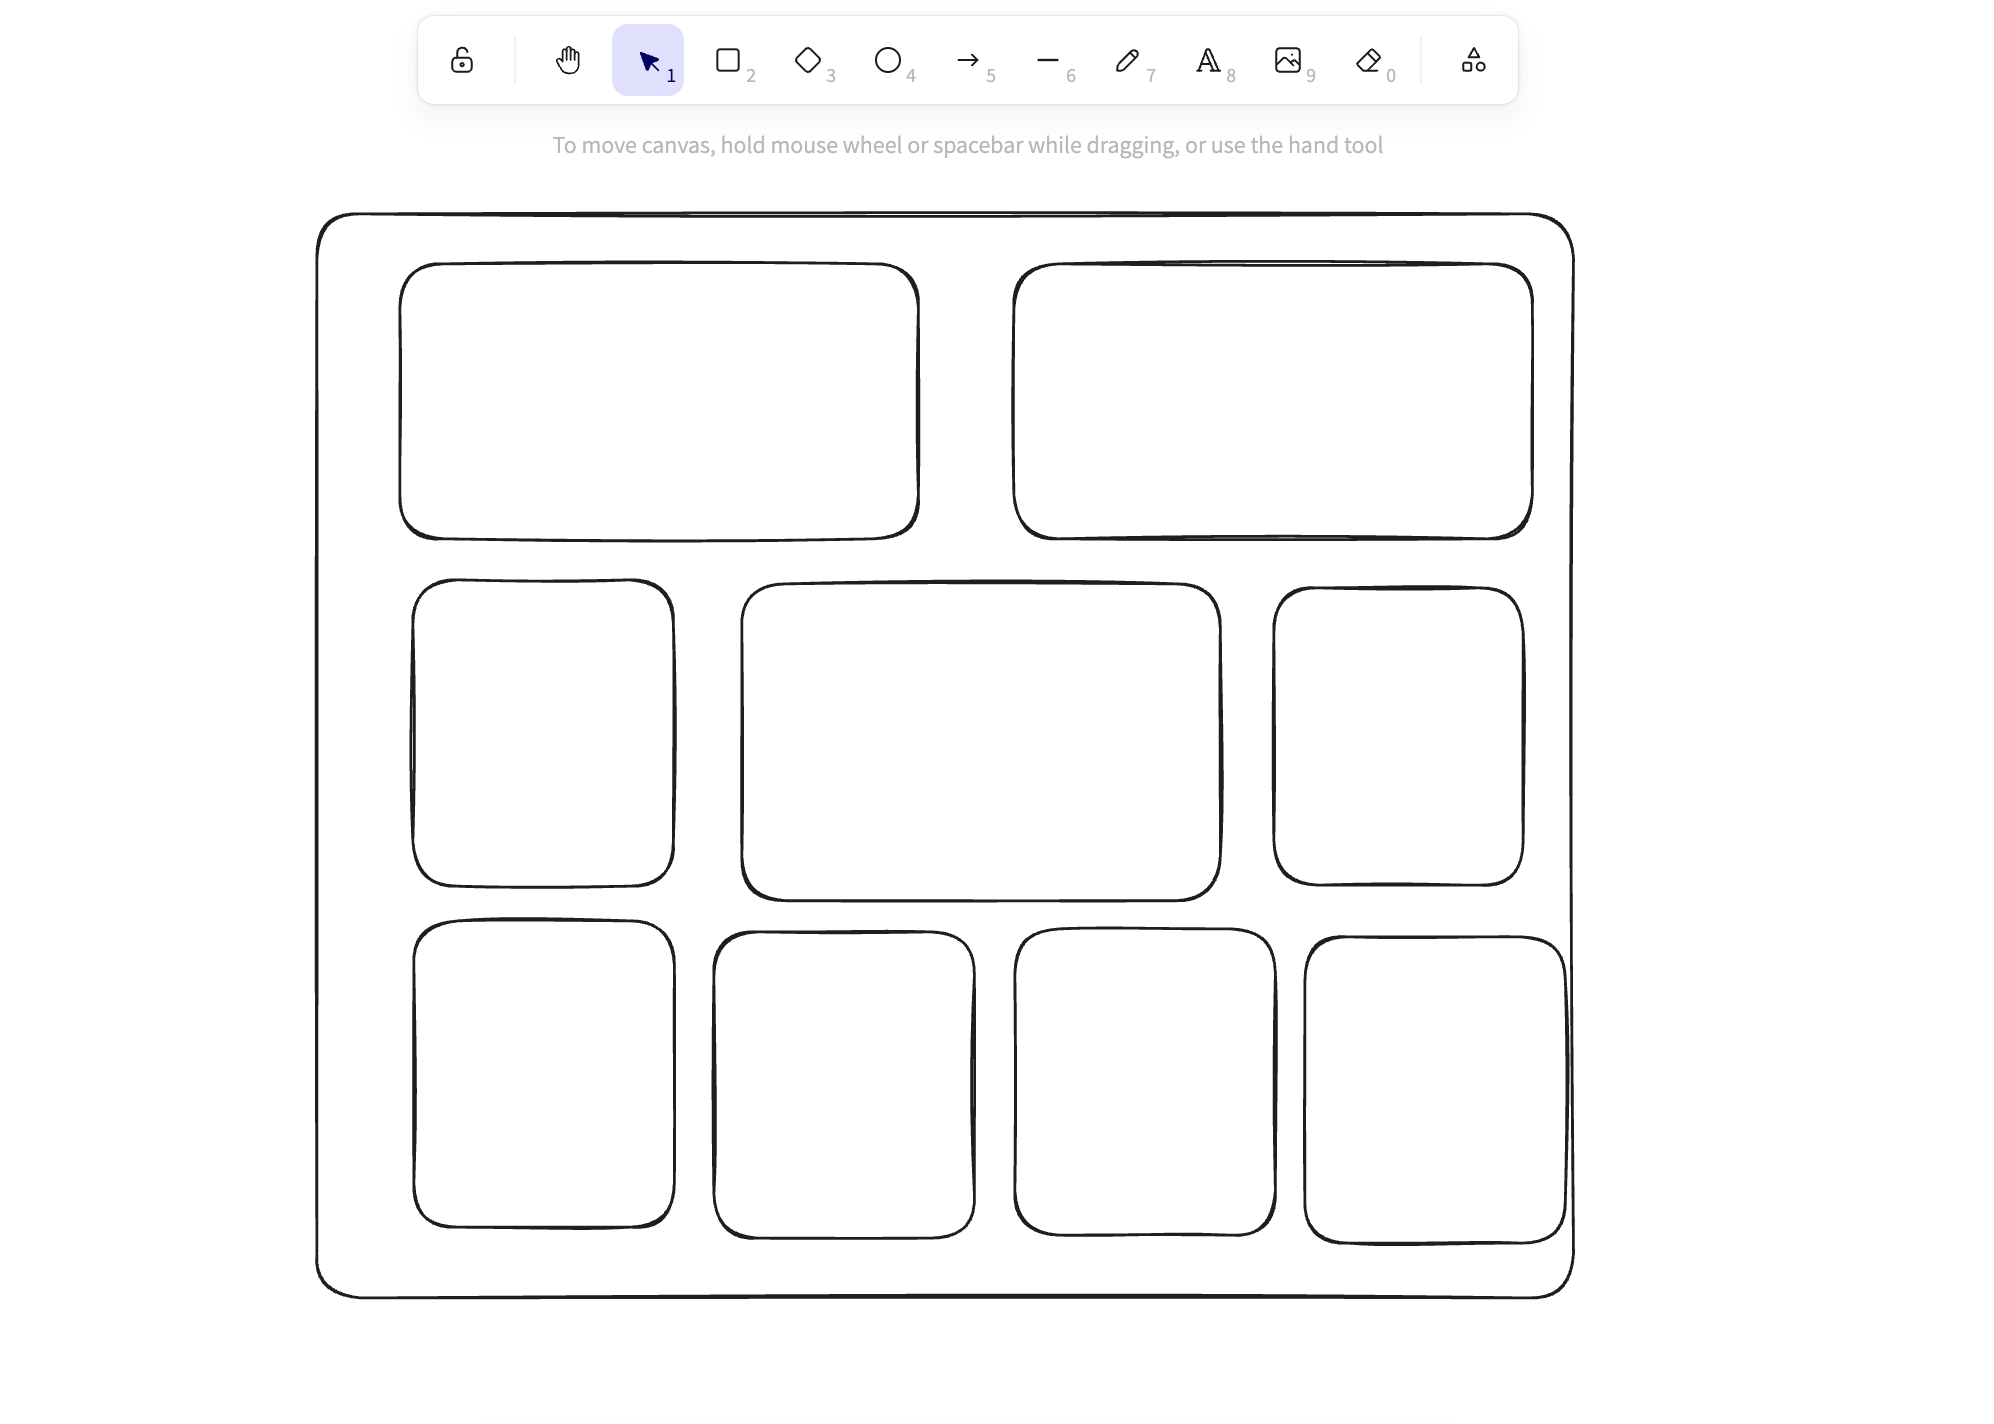 1 2 3 4 5 6 7 A 8 9 0
To move canvas, hold mouse wheel or spacebar while dragging, or use the hand tool